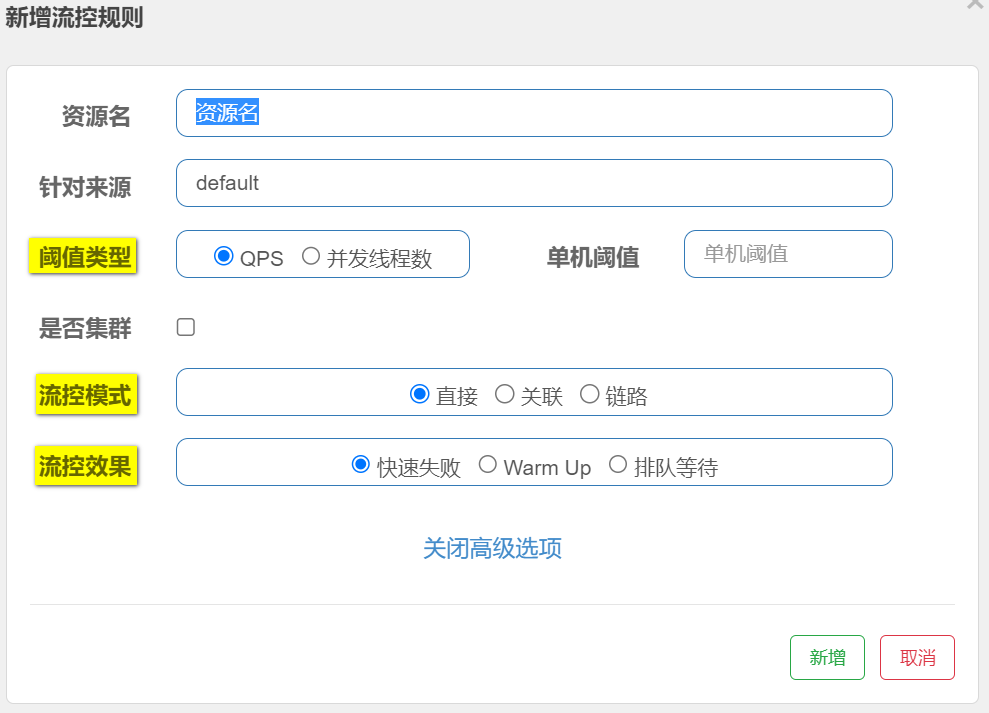 新增流控规则
资源名 资源名
针对来源 default
阈值类型 QPS 并发线程数 单机阈值 单机阈值
是否集群
流控模式 直接 关联 链路
流控效果 快速失败 Warm Up 排队等待
关闭高级选项
新增 取消